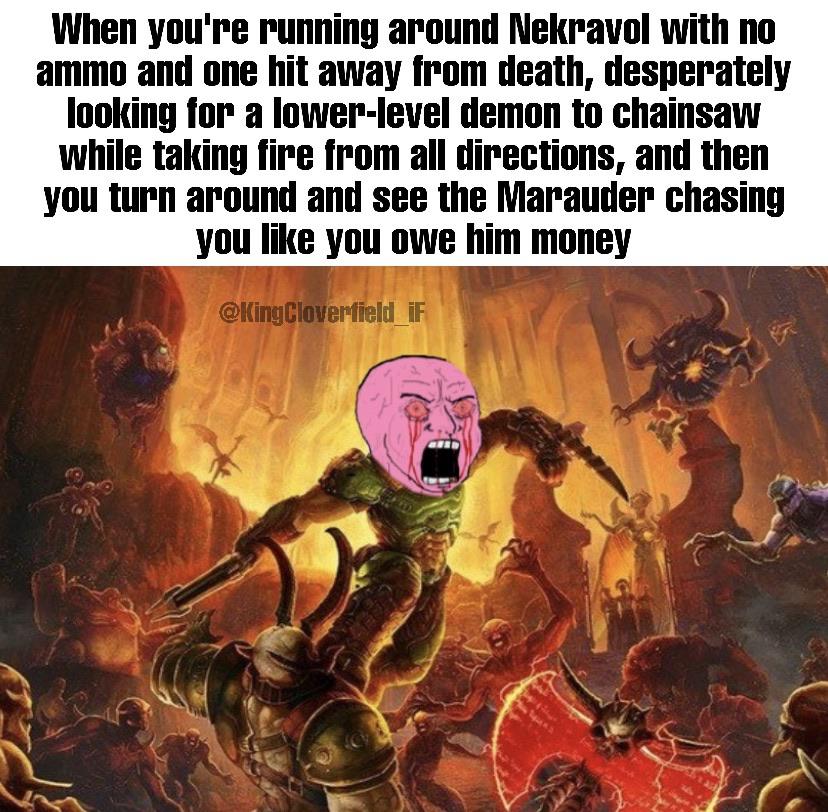 When you're running around Nekravol with no
ammo and one hit away from death, desperately
looking for a lower-level demon to chainsaw
while taking fire from all directions, and then
you turn around and see the Marauder chasing
you like you owe him money
@KingCloverfield_iF